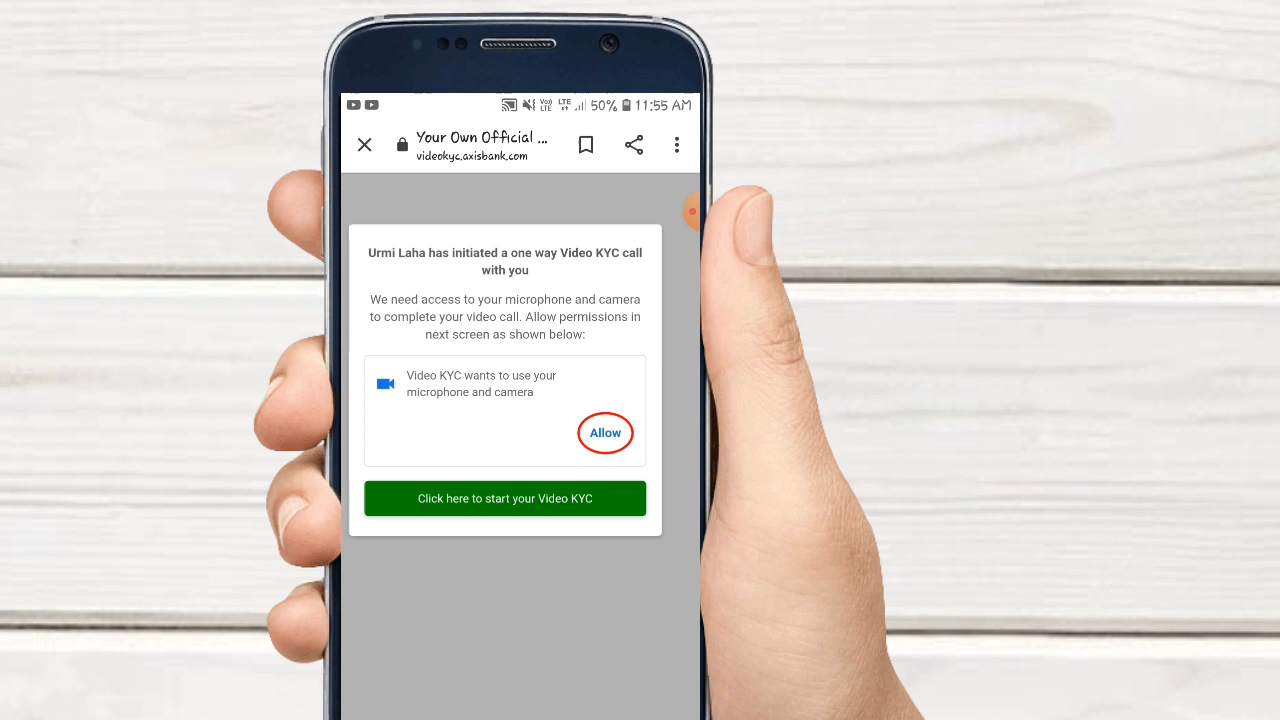 VoD LTE LTE 50% 11:55 AM
Your Own Official ...
videokyc.axisbank.com
Urmi Laha has initiated a one way Video KYC call
with you
We need access to your microphone and camera
to complete your video call. Allow permissions in
next screen as shown below:
Video KYC wants to use your
microphone and camera
Allow
Click here to start your Video KYC